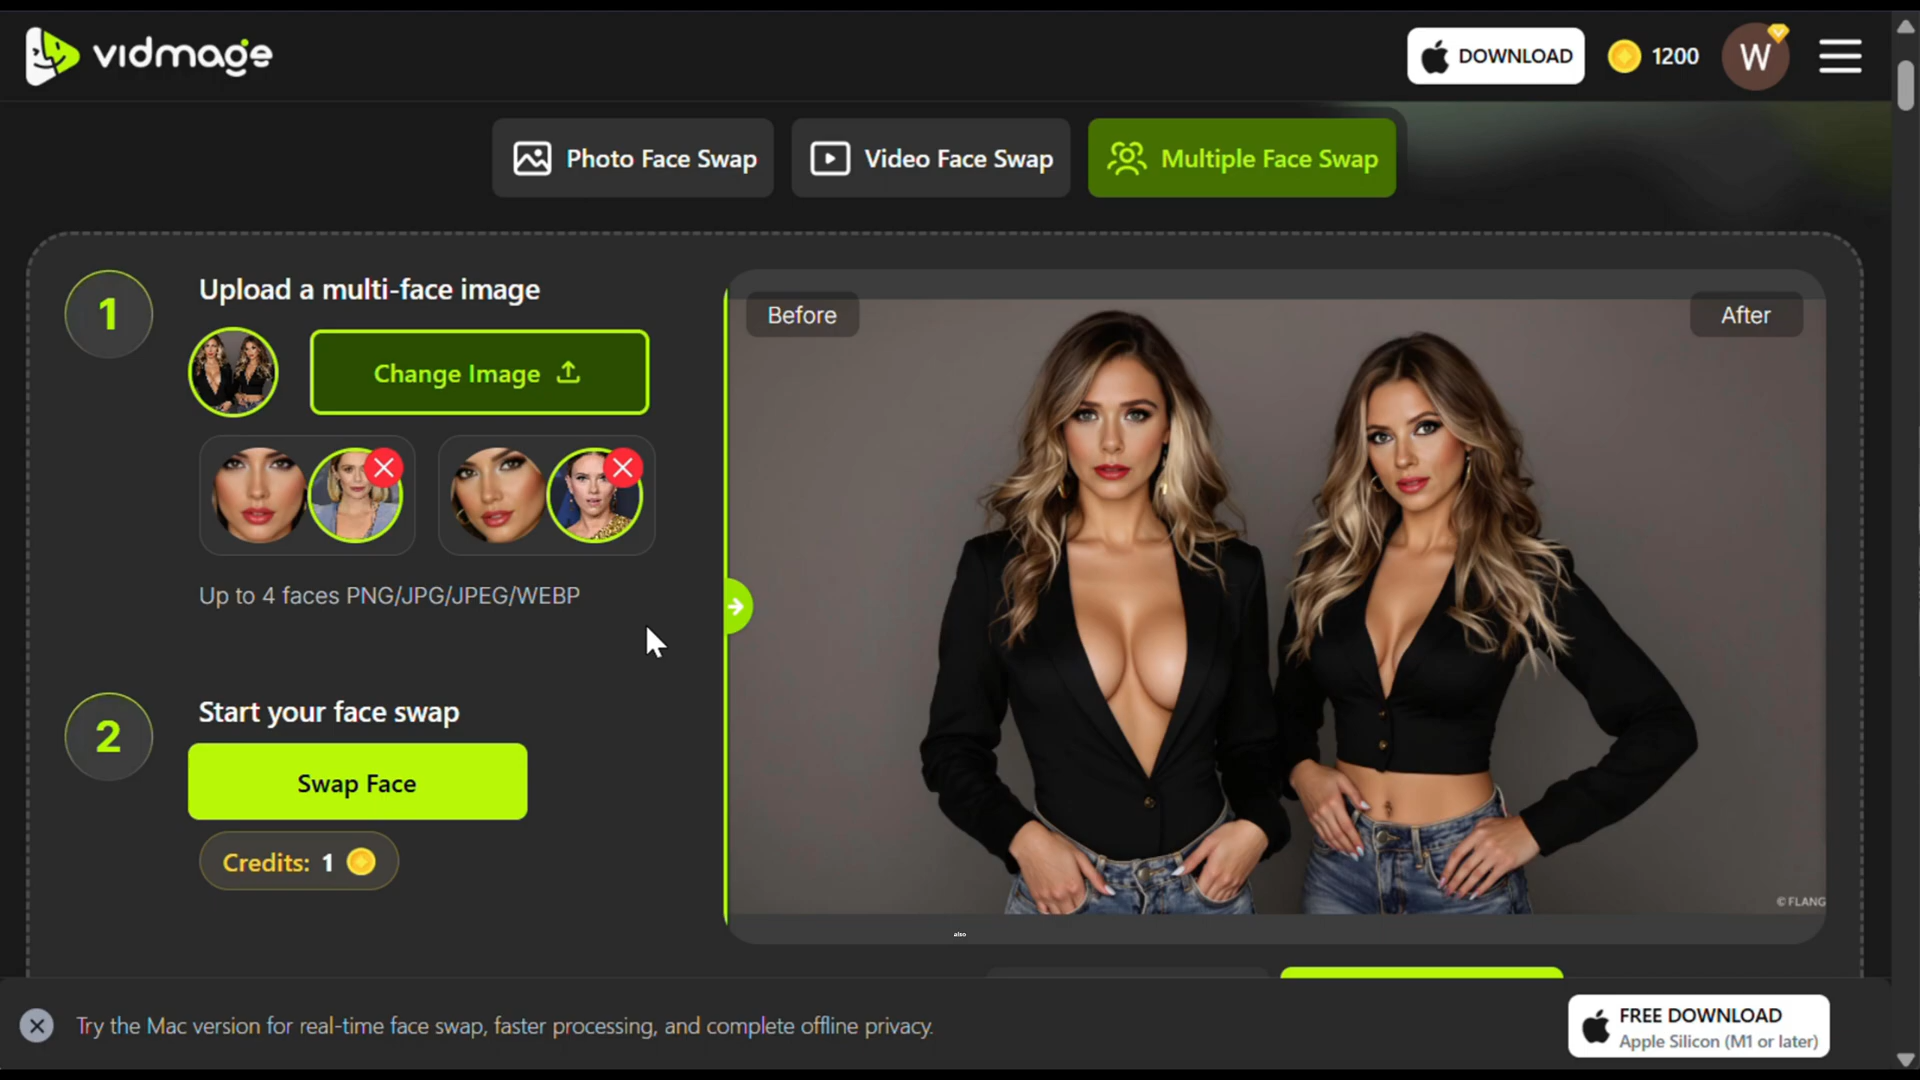 vidmage
DOWNLOAD
1200
W
Photo Face Swap
Video Face Swap
Multiple Face Swap
1
Upload a multi-face image
Change Image
Up to 4 faces PNG/JPG/JPEG/WEBP
2
Start your face swap
Swap Face
Credits: 1
Before
After
© FLANG
also
Try the Mac version for real-time face swap, faster processing, and complete offline privacy.
FREE DOWNLOAD
Apple Silicon (M1 or later)